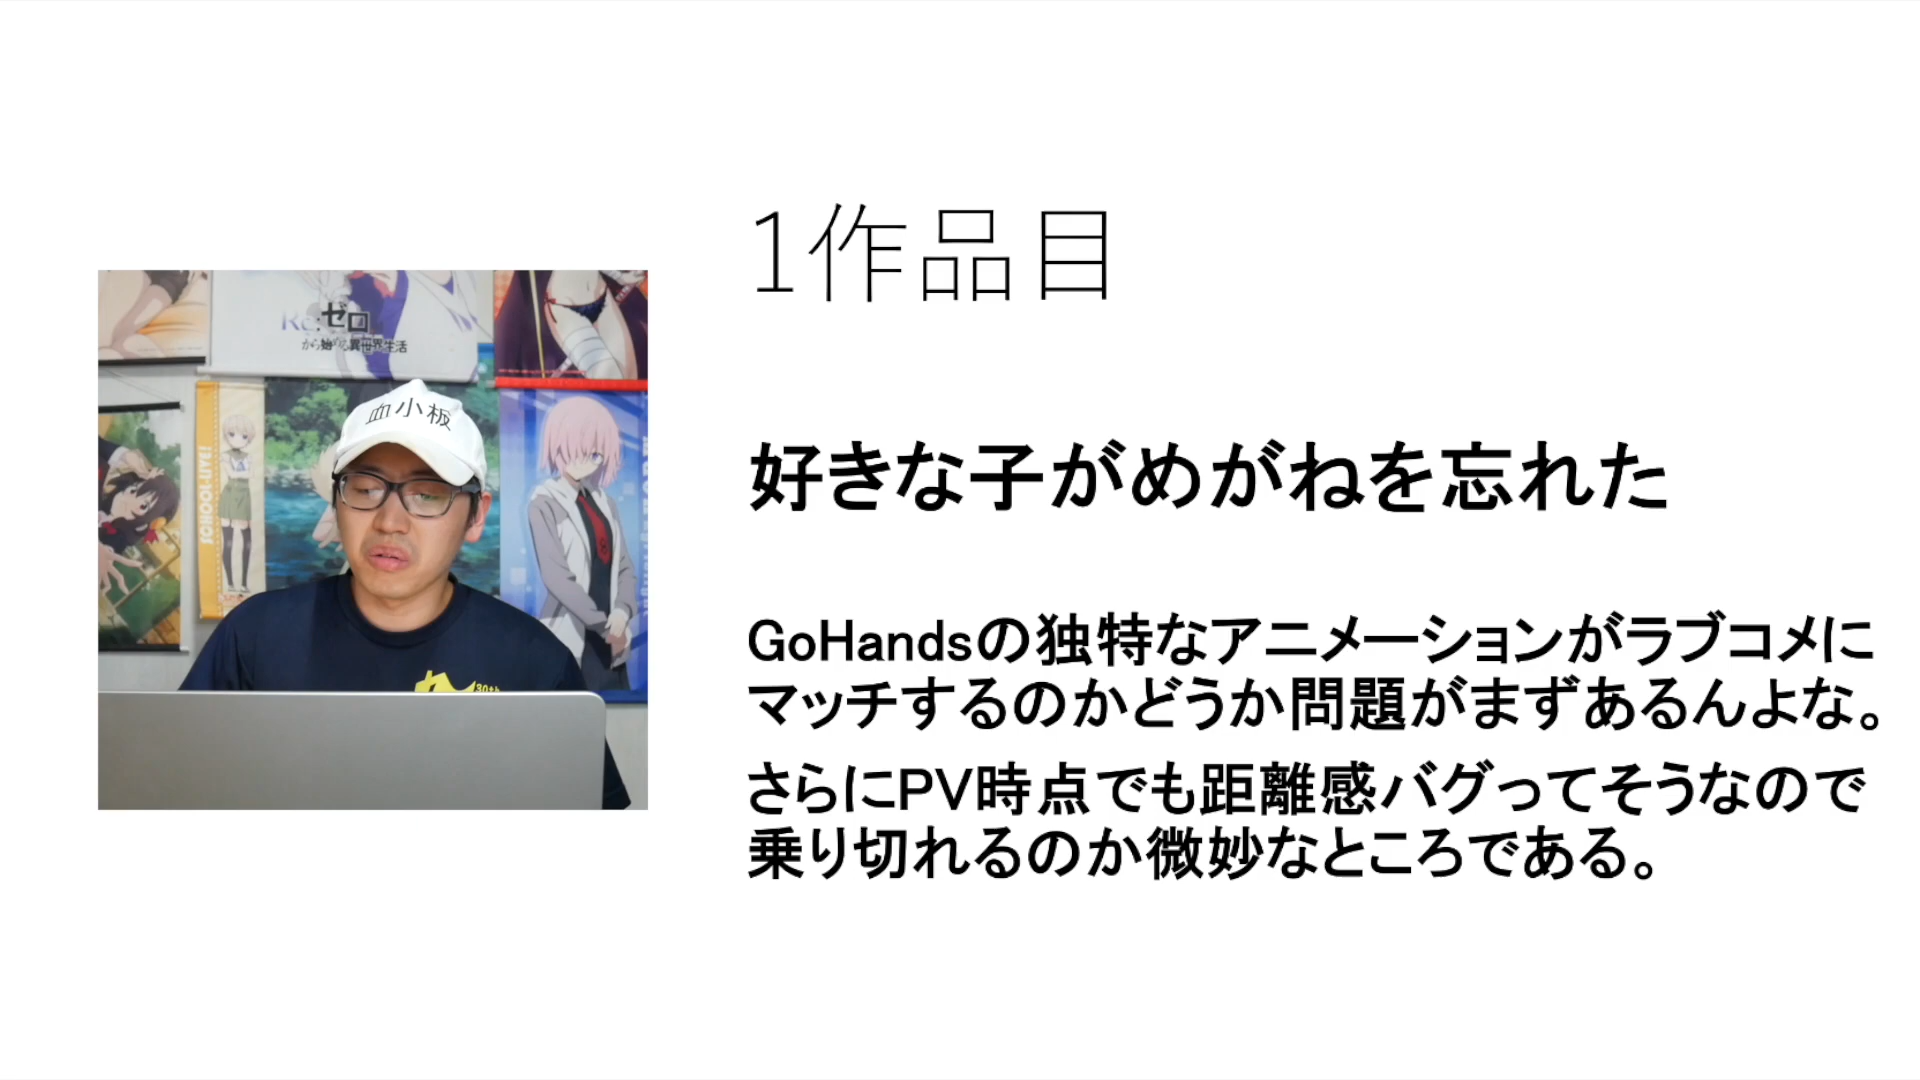 1作品目
好きな子がめがねを忘れた
GoHandsの独特なアニメーションがラブコメに
マッチするのかどうか問題がまずあるんよな。
さらにPV時点でも距離感バグってそうなので
乗り切れるのか微妙なところである。
Re:ゼロ
から始める異世界生活
血小板
SCHOOL-LIVE!
30th